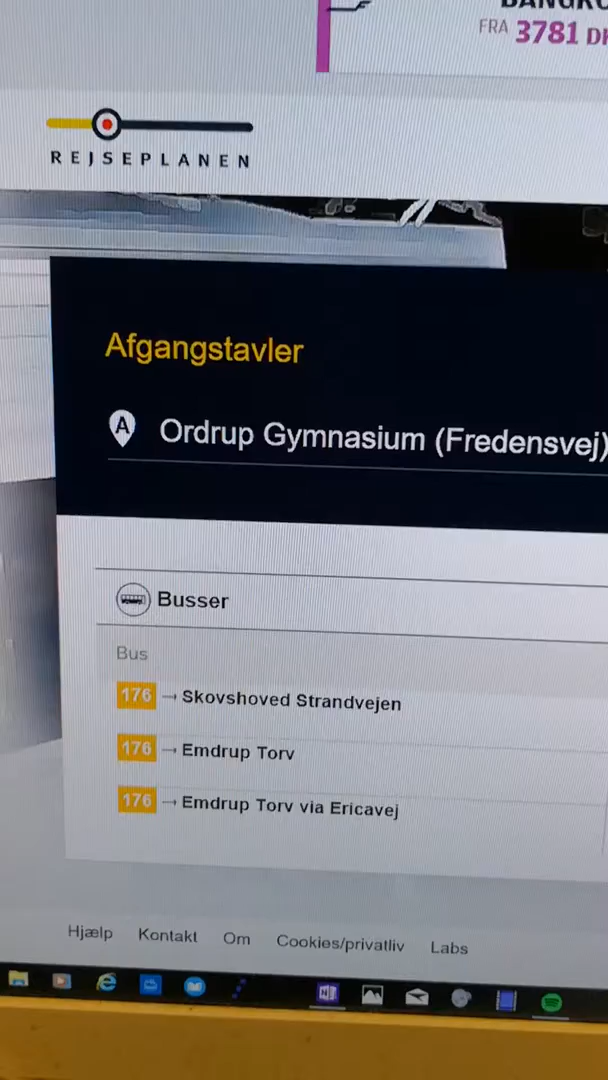 FRA 3781
REJSEPLANEN
Afgangstavler
A
Ordrup Gymnasium (Fredensvej)
Busser
Bus
176 → Skovshoved Strandvejen
176 → Emdrup Torv
176 → Emdrup Torv via Ericavej
Hjælp Kontakt Om Cookies/privatliv Labs